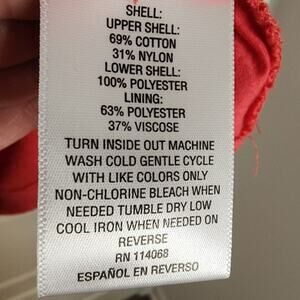 SHELL:
UPPER SHELL:
69% COTTON
31% NYLON
LOWER SHELL:
100% POLYESTER
LINING:
63% POLYESTER
37% VISCOSE
TURN INSIDE OUT MACHINE
WASH COLD GENTLE CYCLE
WITH LIKE COLORS ONLY
NON-CHLORINE BLEACH WHEN
NEEDED TUMBLE DRY LOW
COOL IRON WHEN NEEDED ON
REVERSE
RN 114068
ESPAÑOL EN REVERSO